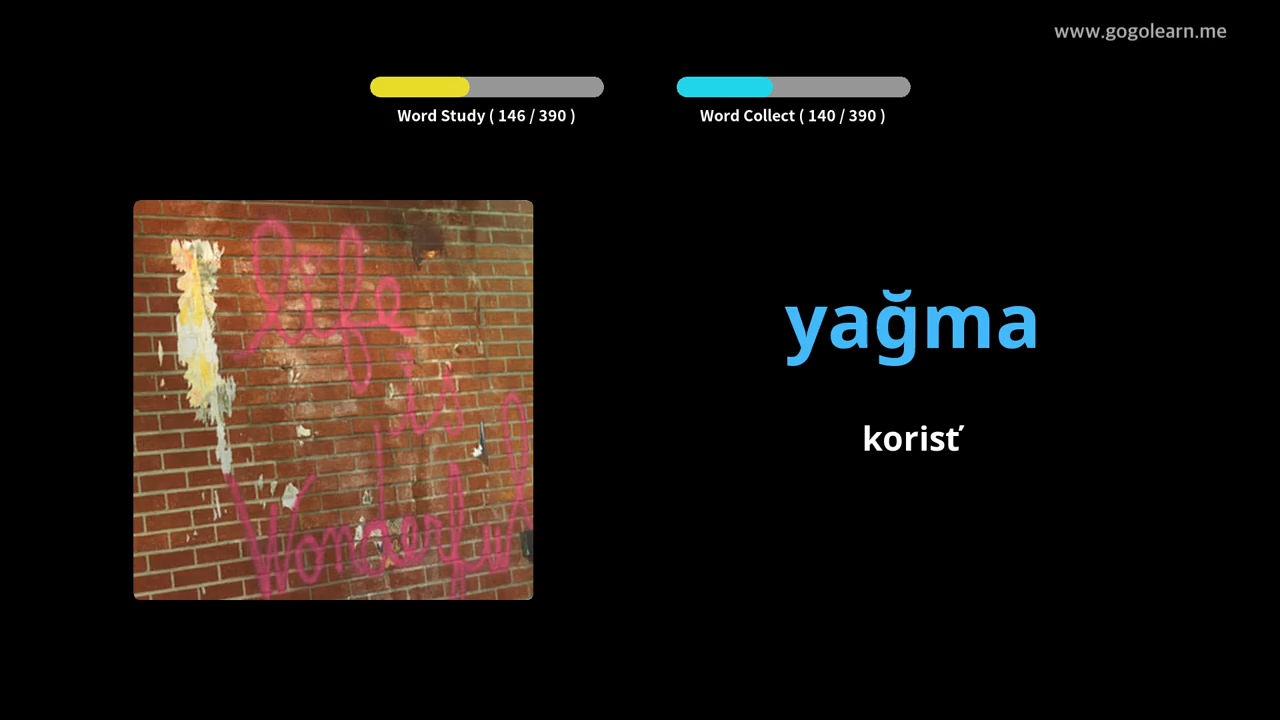 www.gogolearn.me
Word Study ( 146 / 390 )
Word Collect ( 140 / 390 )
life
is
Wonderful
yağma
korisť